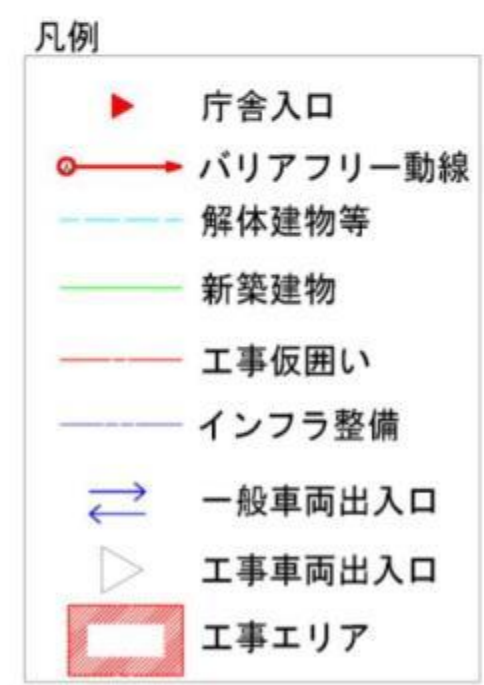 凡例
庁舎入口
バリアフリー動線
解体建物等
新築建物
工事仮囲い
インフラ整備
一般車両出入口
工事車両出入口
工事エリア